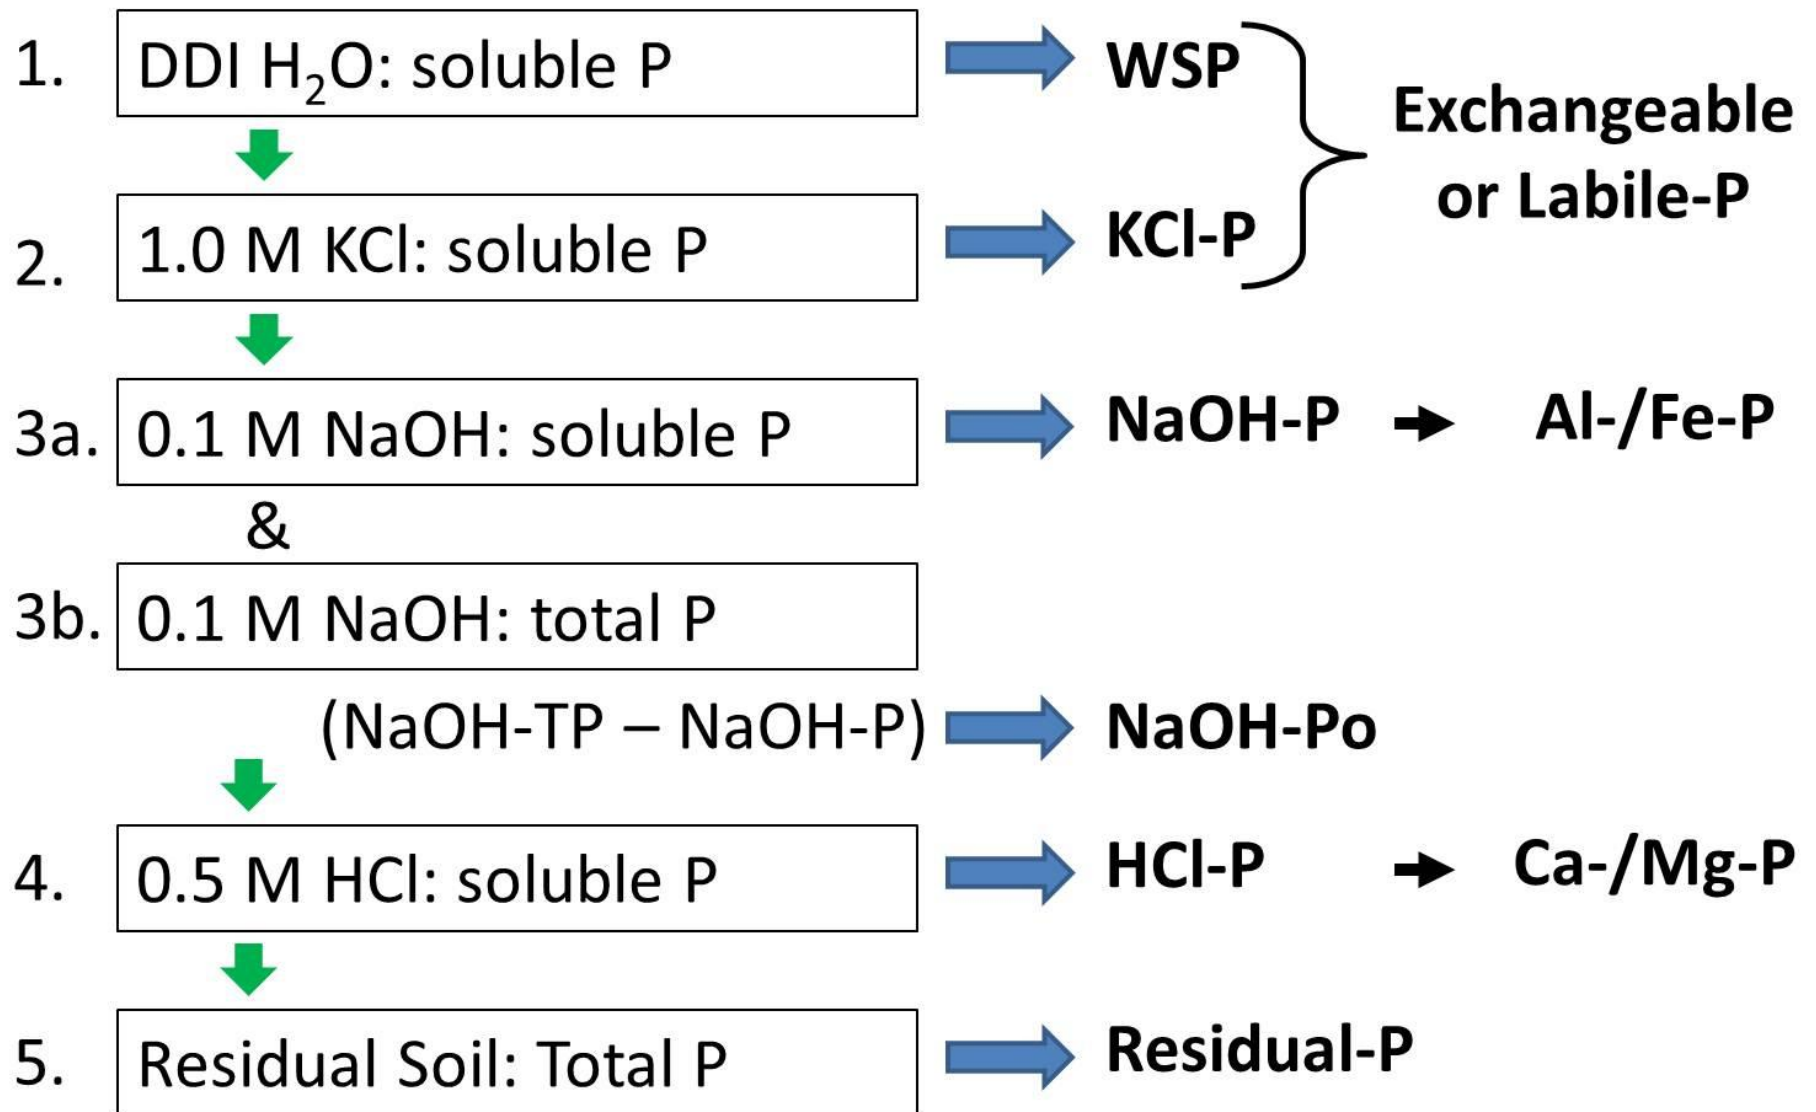 1. DDI H₂O: soluble P WSP
Exchangeable
or Labile-P
2. 1.0 M KCl: soluble P KCl-P
3a. 0.1 M NaOH: soluble P NaOH-P Al-/Fe-P
&
3b. 0.1 M NaOH: total P
(NaOH-TP – NaOH-P) NaOH-Po
4. 0.5 M HCl: soluble P HCl-P Ca-/Mg-P
5. Residual Soil: Total P Residual-P